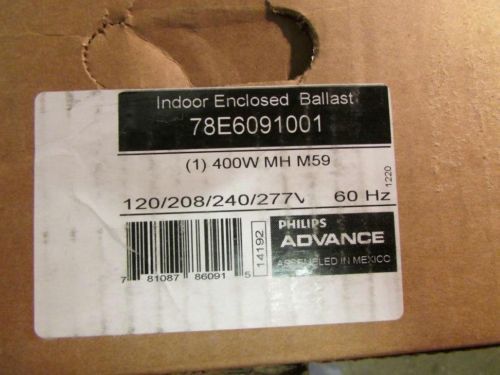 Indoor Enclosed Ballast
78E6091001
(1) 400W MH M59
1220
120/208/240/277V 60 Hz
14192
PHILIPS
ADVANCE
ASSEMBLED IN MEXICO
7 81087 86091 5